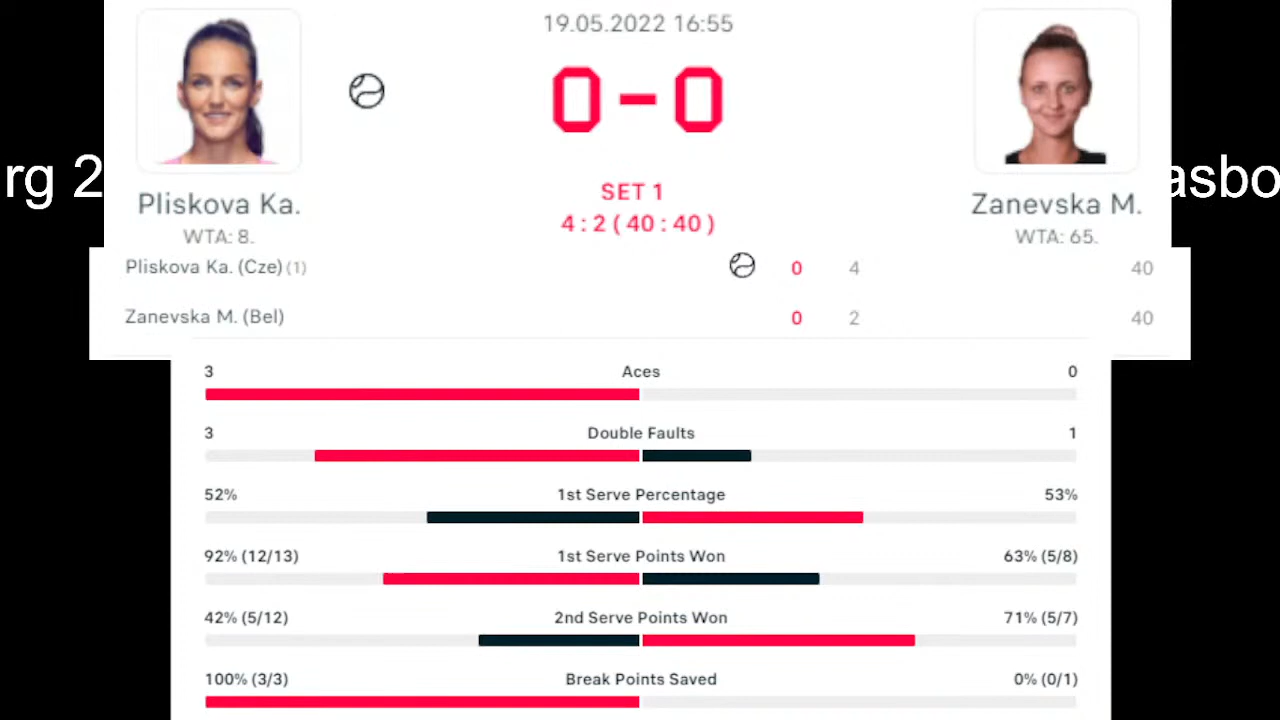 19.05.2022 16:55
0-0
rg 2
asbo
Pliskova Ka.
SET 1
Zanevska M.
WTA: 8.
4 : 2 ( 40 : 40 )
WTA: 65.
Pliskova Ka. (Cze) (1) 0 4 40
Zanevska M. (Bel) 0 2 40
3 Aces 0
3 Double Faults 1
52% 1st Serve Percentage 53%
92% (12/13) 1st Serve Points Won 63% (5/8)
42% (5/12) 2nd Serve Points Won 71% (5/7)
100% (3/3) Break Points Saved 0% (0/1)